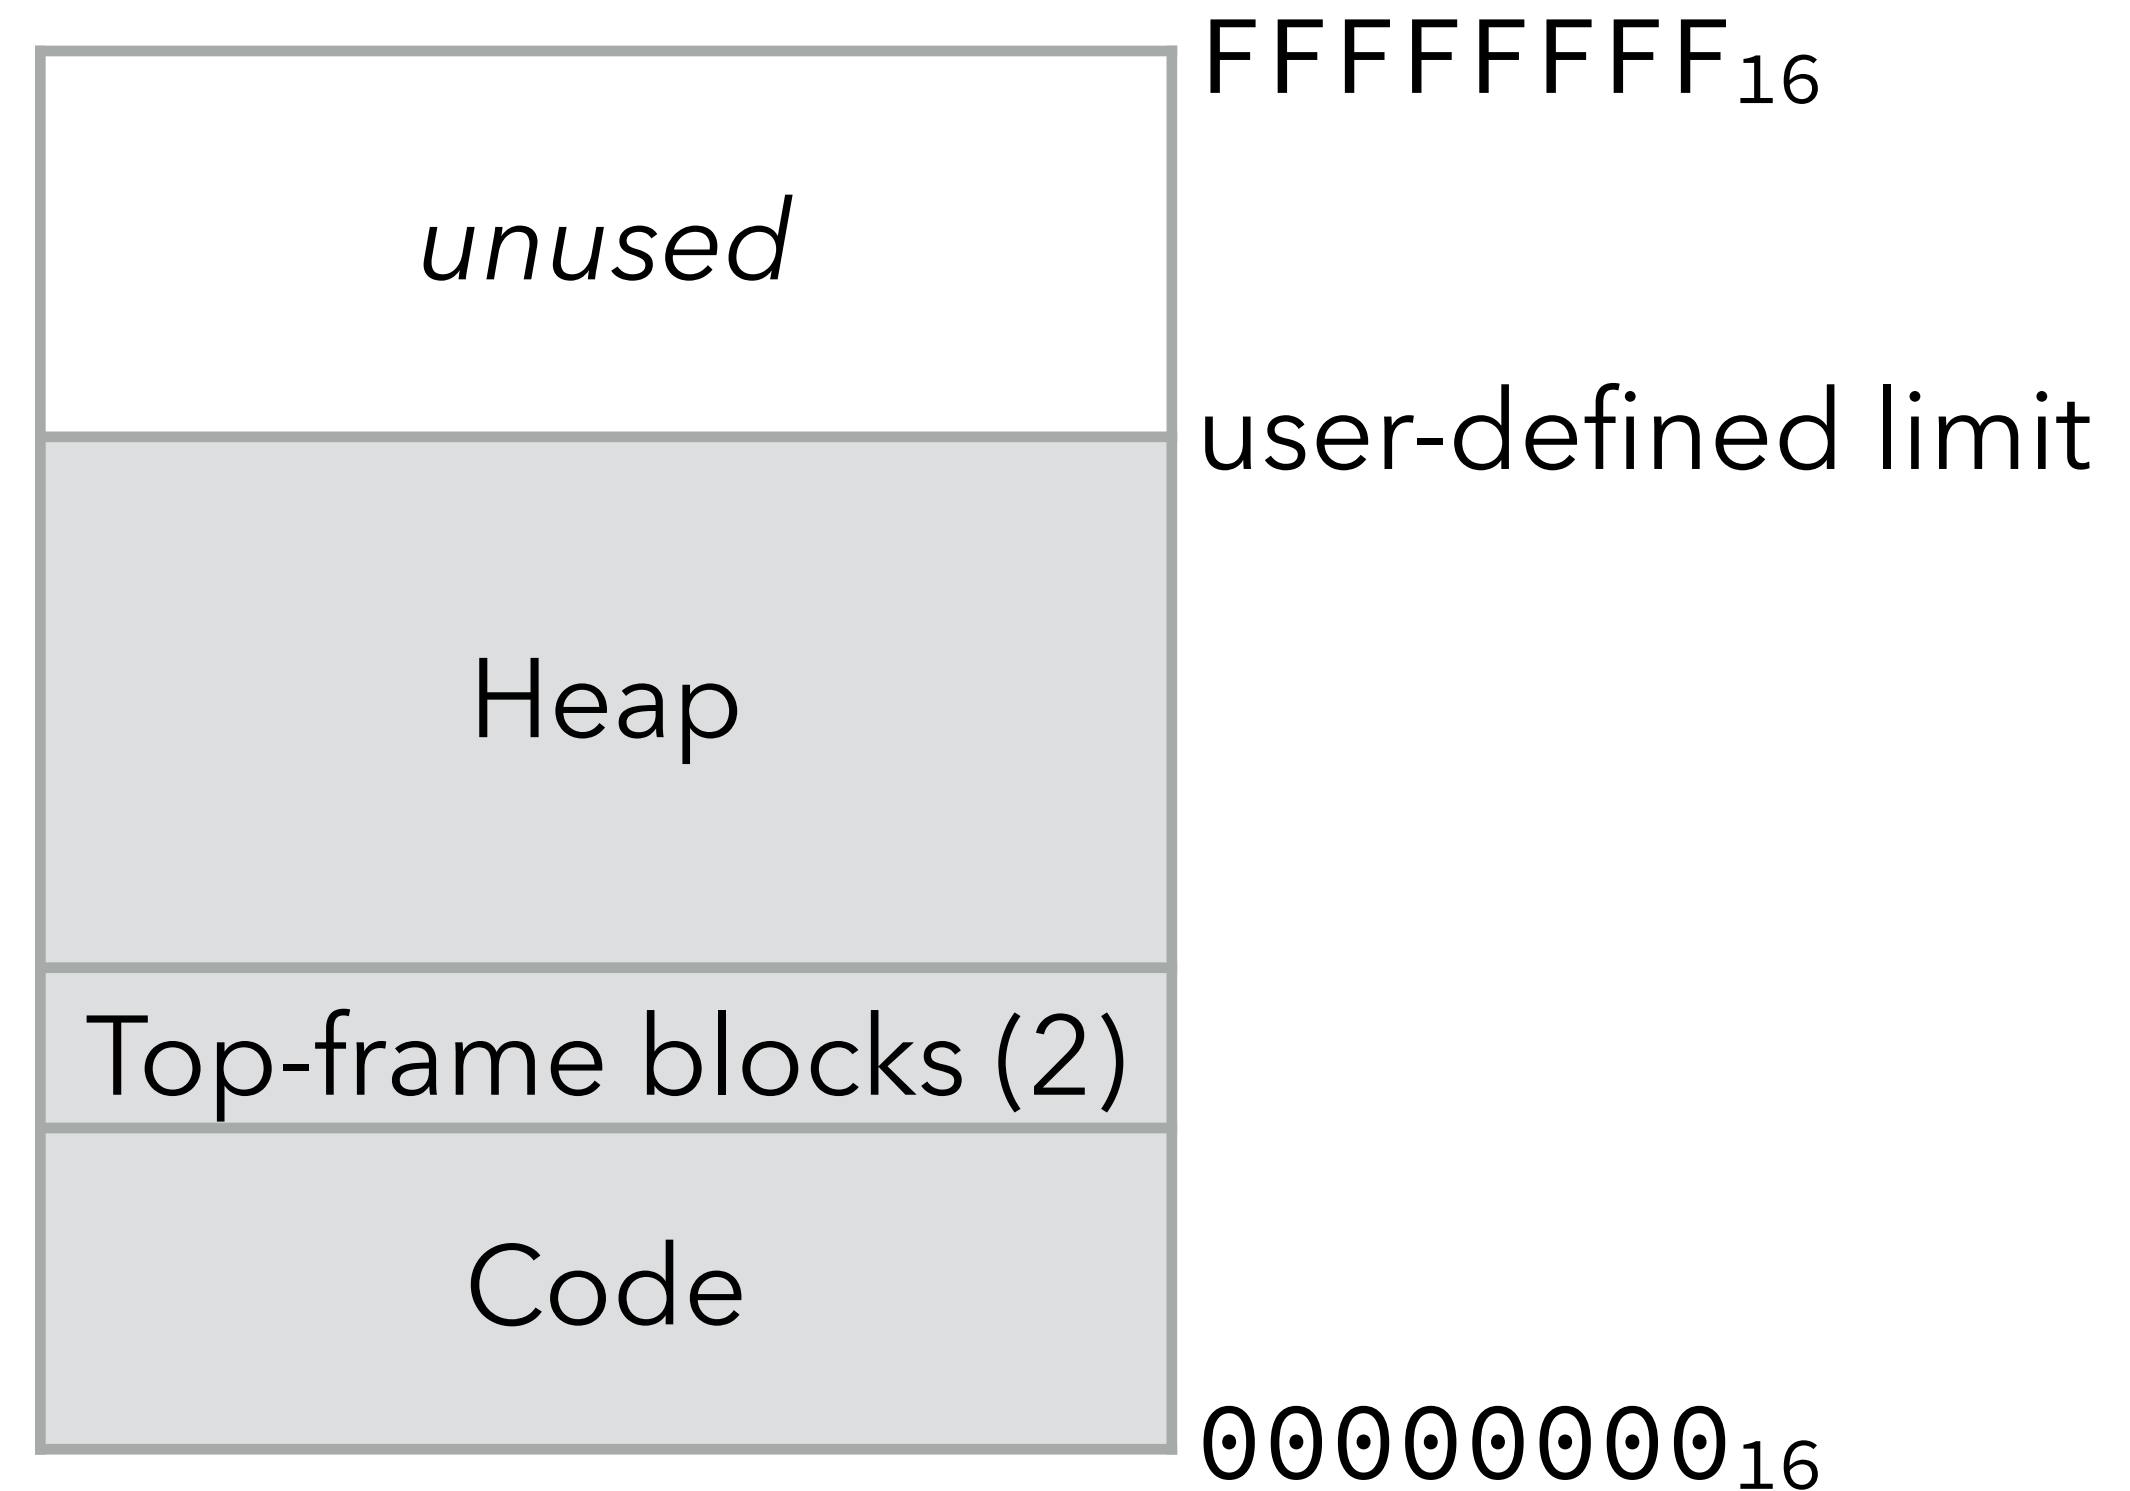 FFFFFFFF₁₆
unused
user-defined limit
Heap
Top-frame blocks (2)
Code
00000000₁₆